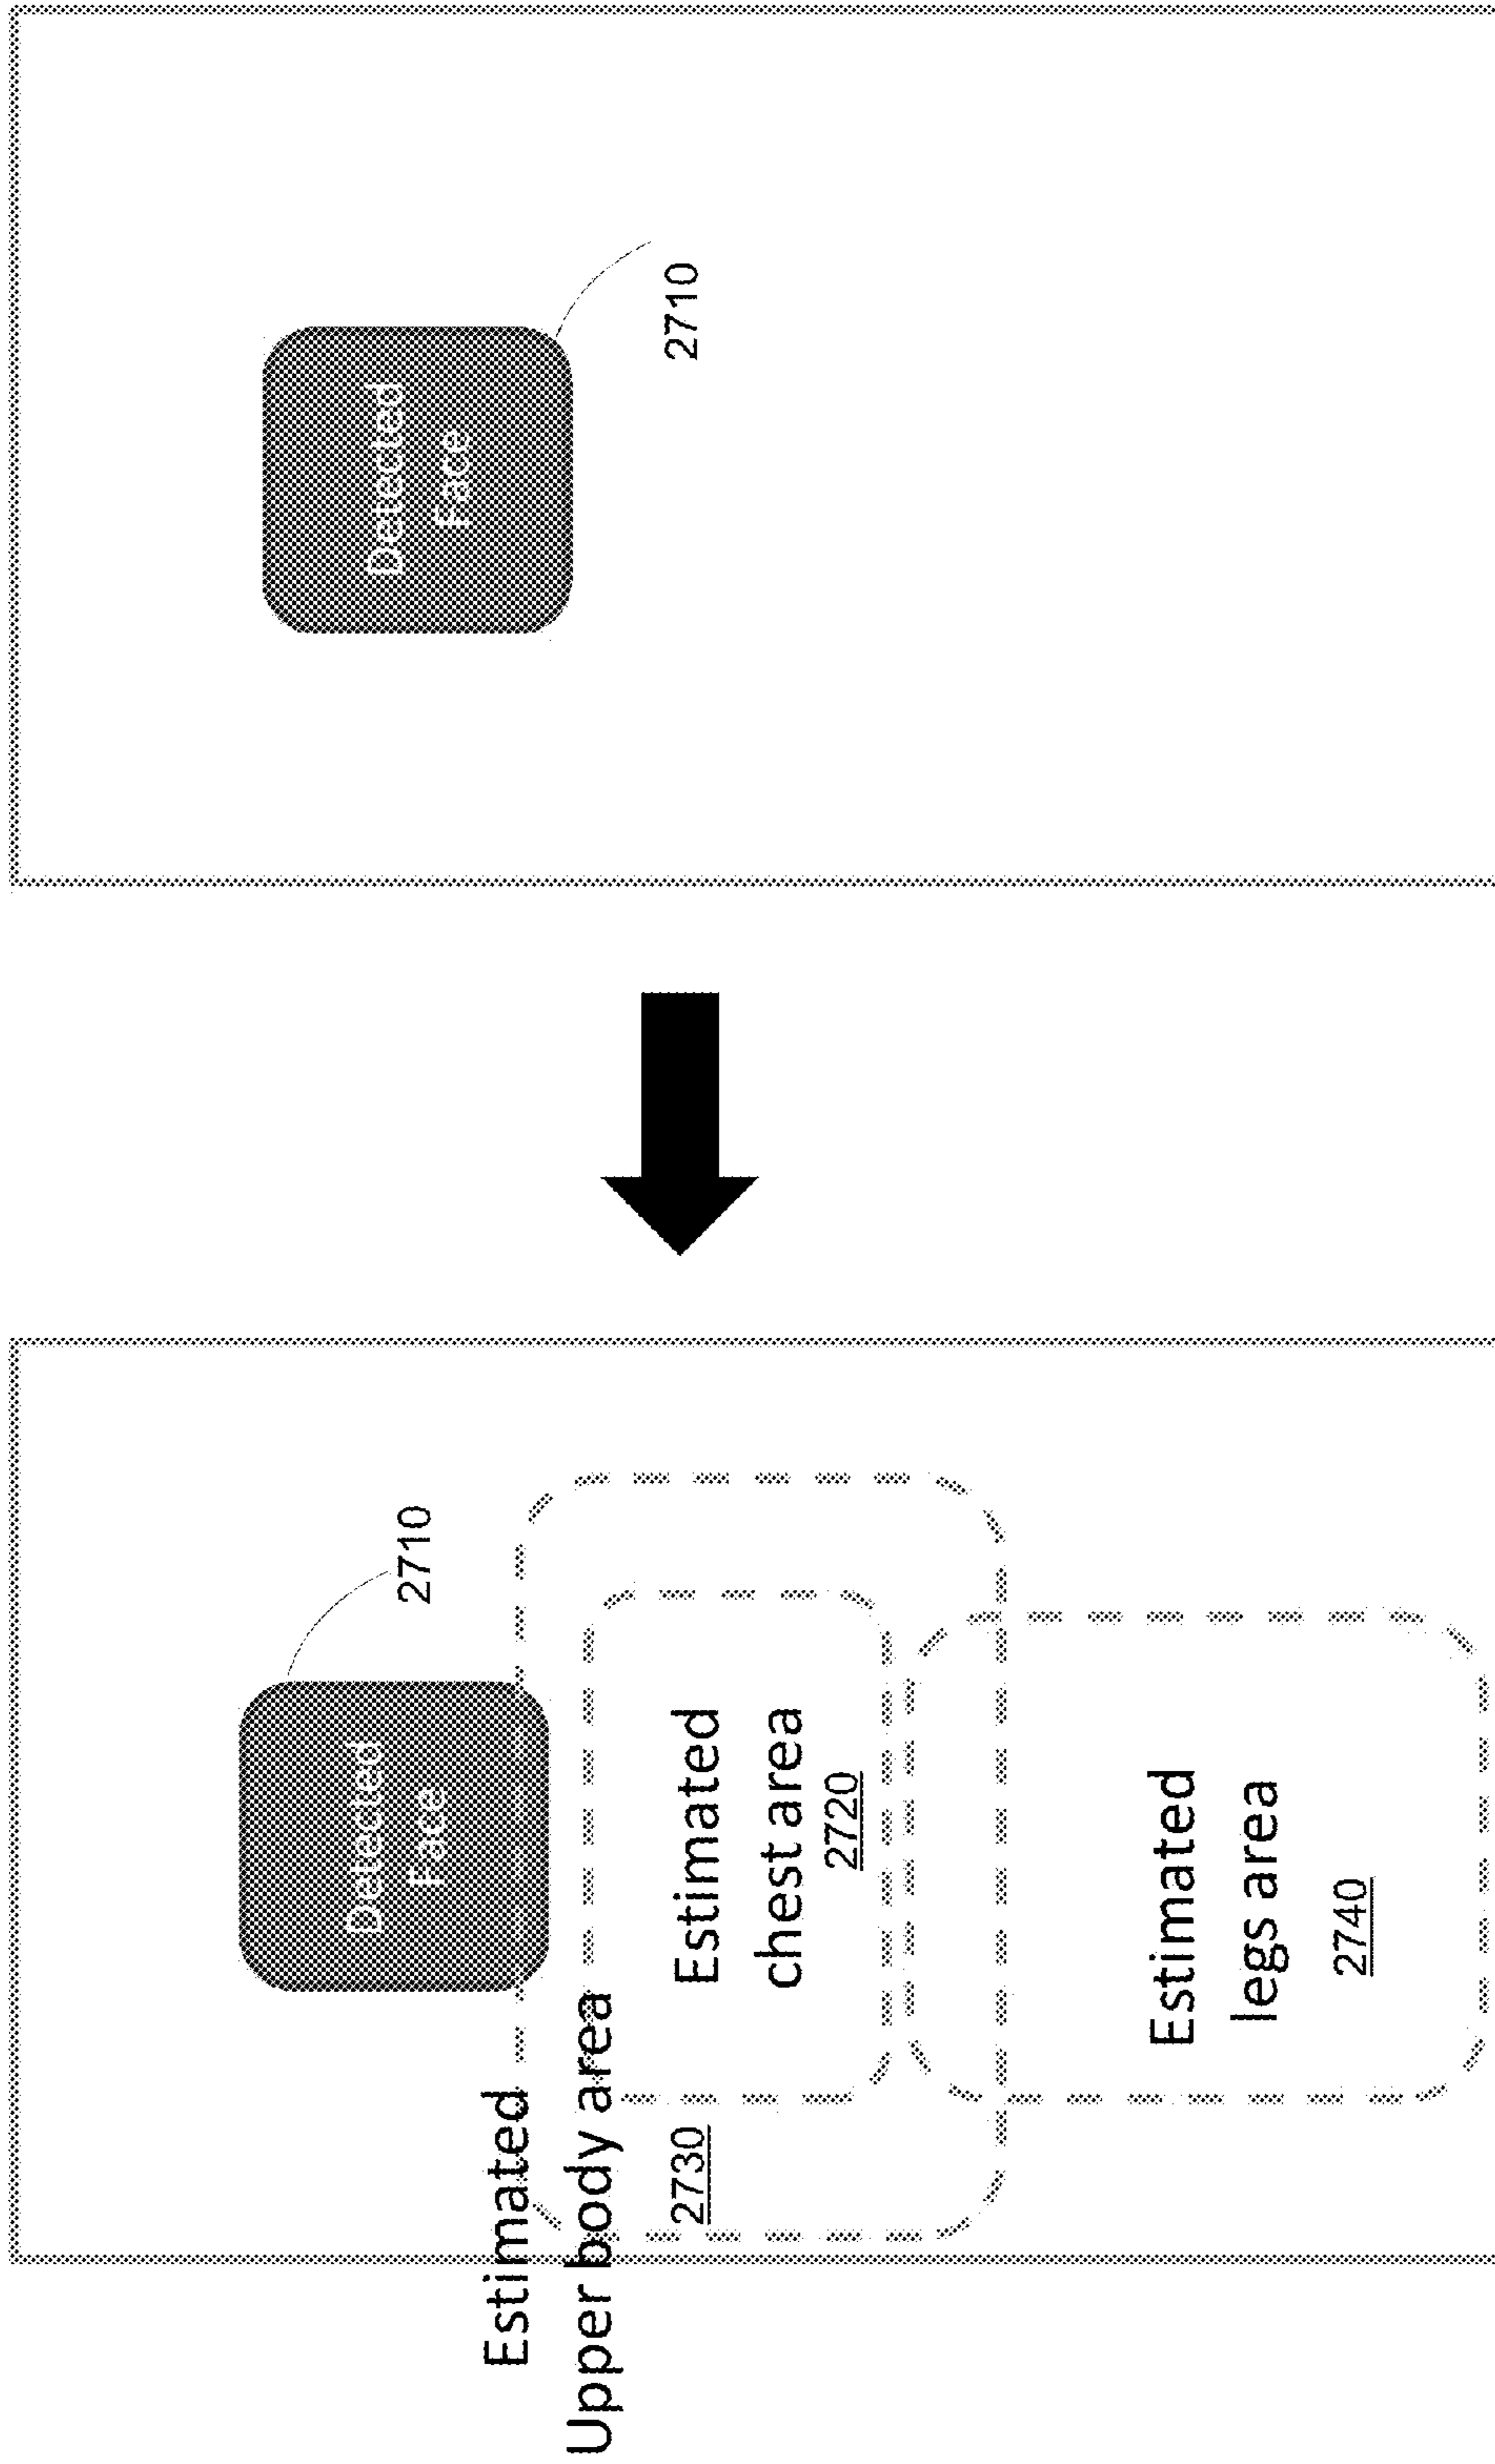 Detected
Face
2710
Estimated
Upper body area
2730
Estimated
chest area
2720
Estimated
legs area
2740
Detected
Face
2710